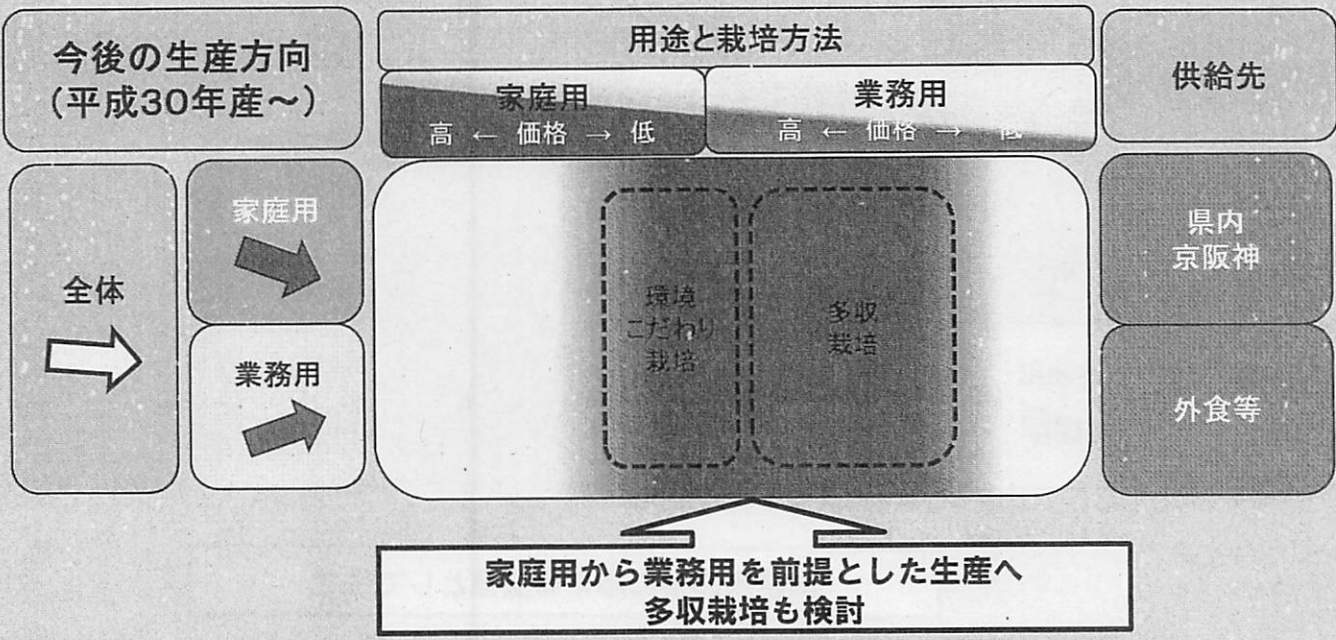 今後の生産方向
（平成30年産～）
用途と栽培方法
家庭用
高 ← 価格 → 低
業務用
高 ← 価格 → 低
供給先
全体
家庭用
業務用
環境
こだわり
栽培
多収
栽培
県内
京阪神
外食等
家庭用から業務用を前提とした生産へ
多収栽培も検討